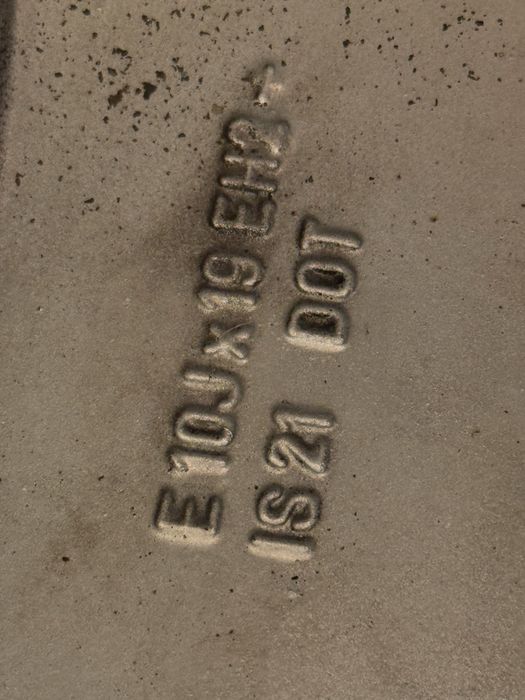 E 10J x 19 EH2+
IS 21 DOT